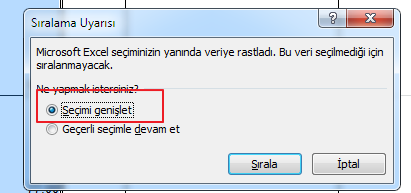 Sıralama Uyarısı
Microsoft Excel seçiminizin yanında veriye rastladı. Bu veri seçilmediği için
sıralanmayacak.
Ne yapmak istersiniz?
Seçimi genişlet
Geçerli seçimle devam et
Sırala
İptal